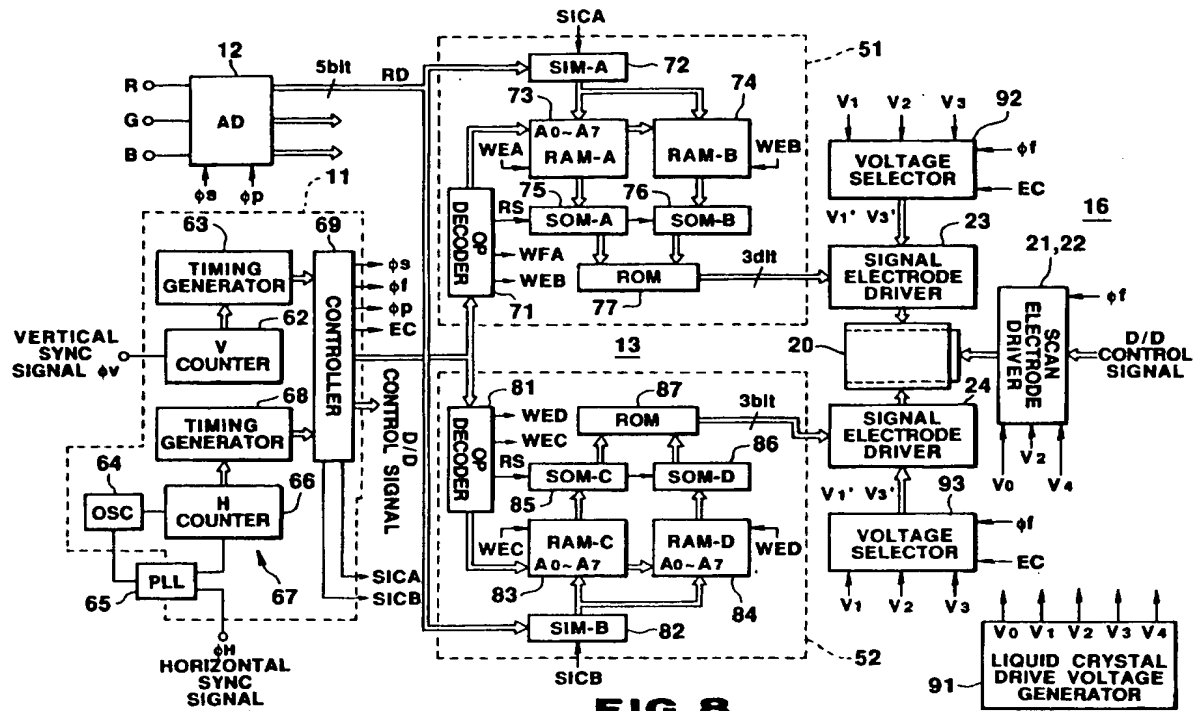 SICA
12
R
G
B
AD
5bit
RD
ϕs ϕp
11
63
TIMING
GENERATOR
69
CONTROLLER
ϕs
ϕf
ϕp
EC
VERTICAL
SYNC
SIGNAL ϕv
62
V
COUNTER
68
TIMING
GENERATOR
64
OSC
66
H
COUNTER
PLL
65
67
SICA
SICB
ϕH
HORIZONTAL
SYNC
SIGNAL
D/D
CONTROL SIGNAL
51
SIM-A
72
73
74
A0~A7
RAM-A
RAM-B
WEA
WEB
75
76
OP
DECODER
RS
SOM-A
SOM-B
WFA
WEB
ROM
77
71
3dit
13
81
OP
DECODER
WED
WEC
RS
87
ROM
3bit
86
SOM-C
SOM-D
85
WEC
RAM-C
A0~A7
RAM-D
A0~A7
WED
83
84
SIM-B
82
SICB
52
V1 V2 V3
92
VOLTAGE
SELECTOR
ϕf
EC
V1' V3'
23
SIGNAL
ELECTRODE
DRIVER
16
21,22
SCAN
ELECTRODE
DRIVER
ϕf
D/D
CONTROL
SIGNAL
V0 V2 V4
20
24
SIGNAL
ELECTRODE
DRIVER
V1' V3'
93
VOLTAGE
SELECTOR
ϕf
EC
V1 V2 V3
V0 V1 V2 V3 V4
LIQUID CRYSTAL
DRIVE VOLTAGE
GENERATOR
91
FIG.8